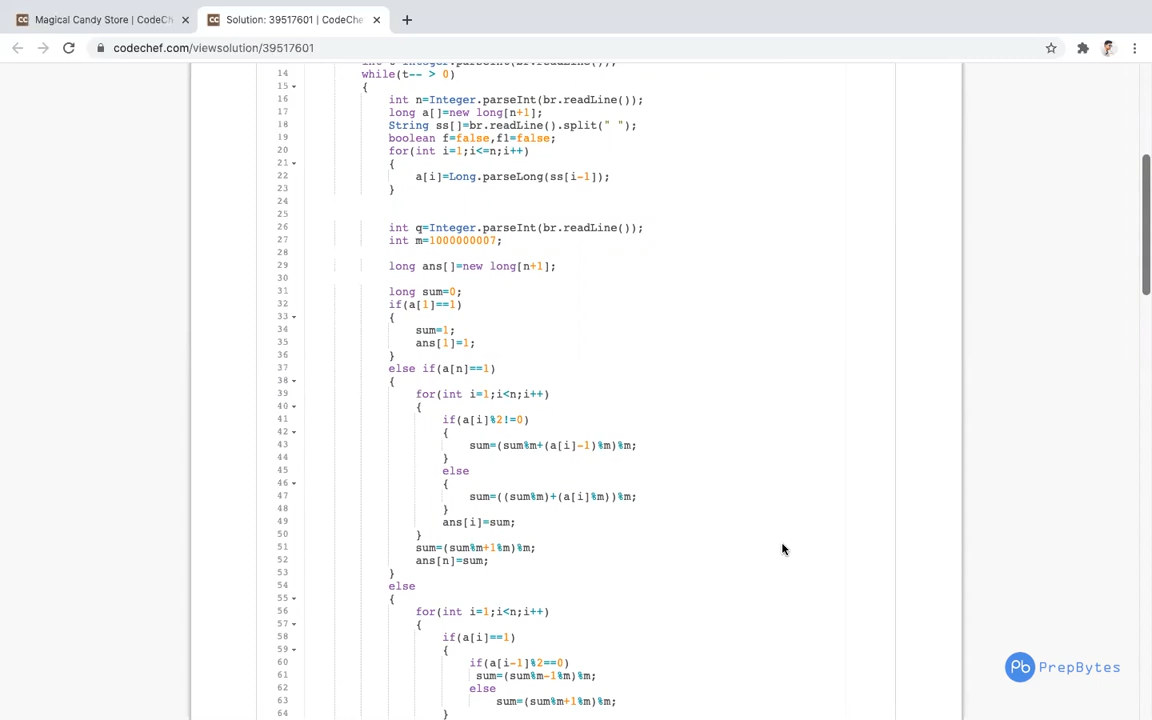 Magical Candy Store | CodeCh
Solution: 39517601 | CodeChe
codechef.com/viewsolution/39517601
14 while(t-- > 0)
15 {
16 int n=Integer.parseInt(br.readLine());
17 long a[]=new long[n+1];
18 String ss[]=br.readLine().split(" ");
19 boolean f=false,f1=false;
20 for(int i=1;i<=n;i++)
21 {
22 a[i]=Long.parseLong(ss[i-1]);
23 }
24
25
26 int q=Integer.parseInt(br.readLine());
27 int m=1000000007;
28
29 long ans[]=new long[n+1];
30
31 long sum=0;
32 if(a[1]==1)
33 {
34 sum=1;
35 ans[1]=1;
36 }
37 else if(a[n]==1)
38 {
39 for(int i=1;i<n;i++)
40 {
41 if(a[i]%2!=0)
42 {
43 sum=(sum%m+(a[i]-1)%m)%m;
44 }
45 else
46 {
47 sum=((sum%m)+(a[i]%m))%m;
48 }
49 ans[i]=sum;
50 }
51 sum=(sum%m+1%m)%m;
52 ans[n]=sum;
53 }
54 else
55 {
56 for(int i=1;i<n;i++)
57 {
58 if(a[i]==1)
59 {
60 if(a[i-1]%2==0)
61 sum=(sum%m-1%m)%m;
62 else
63 sum=(sum%m+1%m)%m;
64 }
Pb PrepBytes